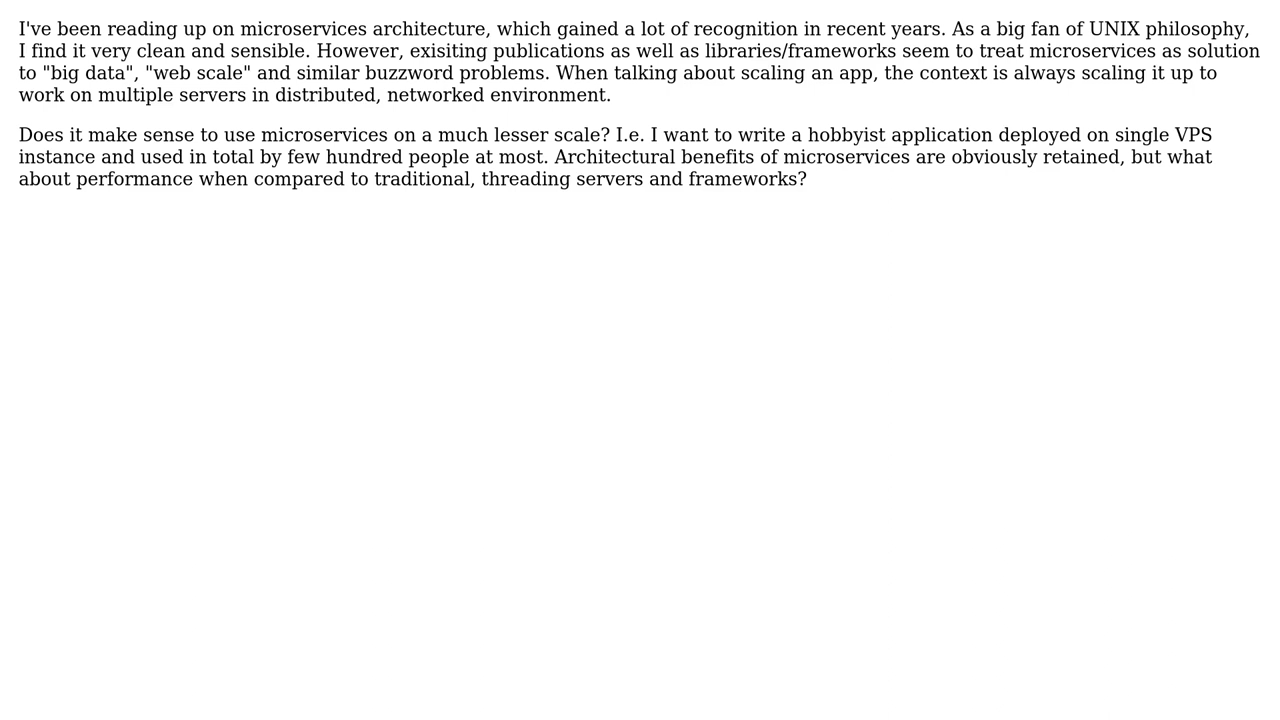 I've been reading up on microservices architecture, which gained a lot of recognition in recent years. As a big fan of UNIX philosophy,
I find it very clean and sensible. However, exisiting publications as well as libraries/frameworks seem to treat microservices as solution
to "big data", "web scale" and similar buzzword problems. When talking about scaling an app, the context is always scaling it up to
work on multiple servers in distributed, networked environment.
Does it make sense to use microservices on a much lesser scale? I.e. I want to write a hobbyist application deployed on single VPS
instance and used in total by few hundred people at most. Architectural benefits of microservices are obviously retained, but what
about performance when compared to traditional, threading servers and frameworks?